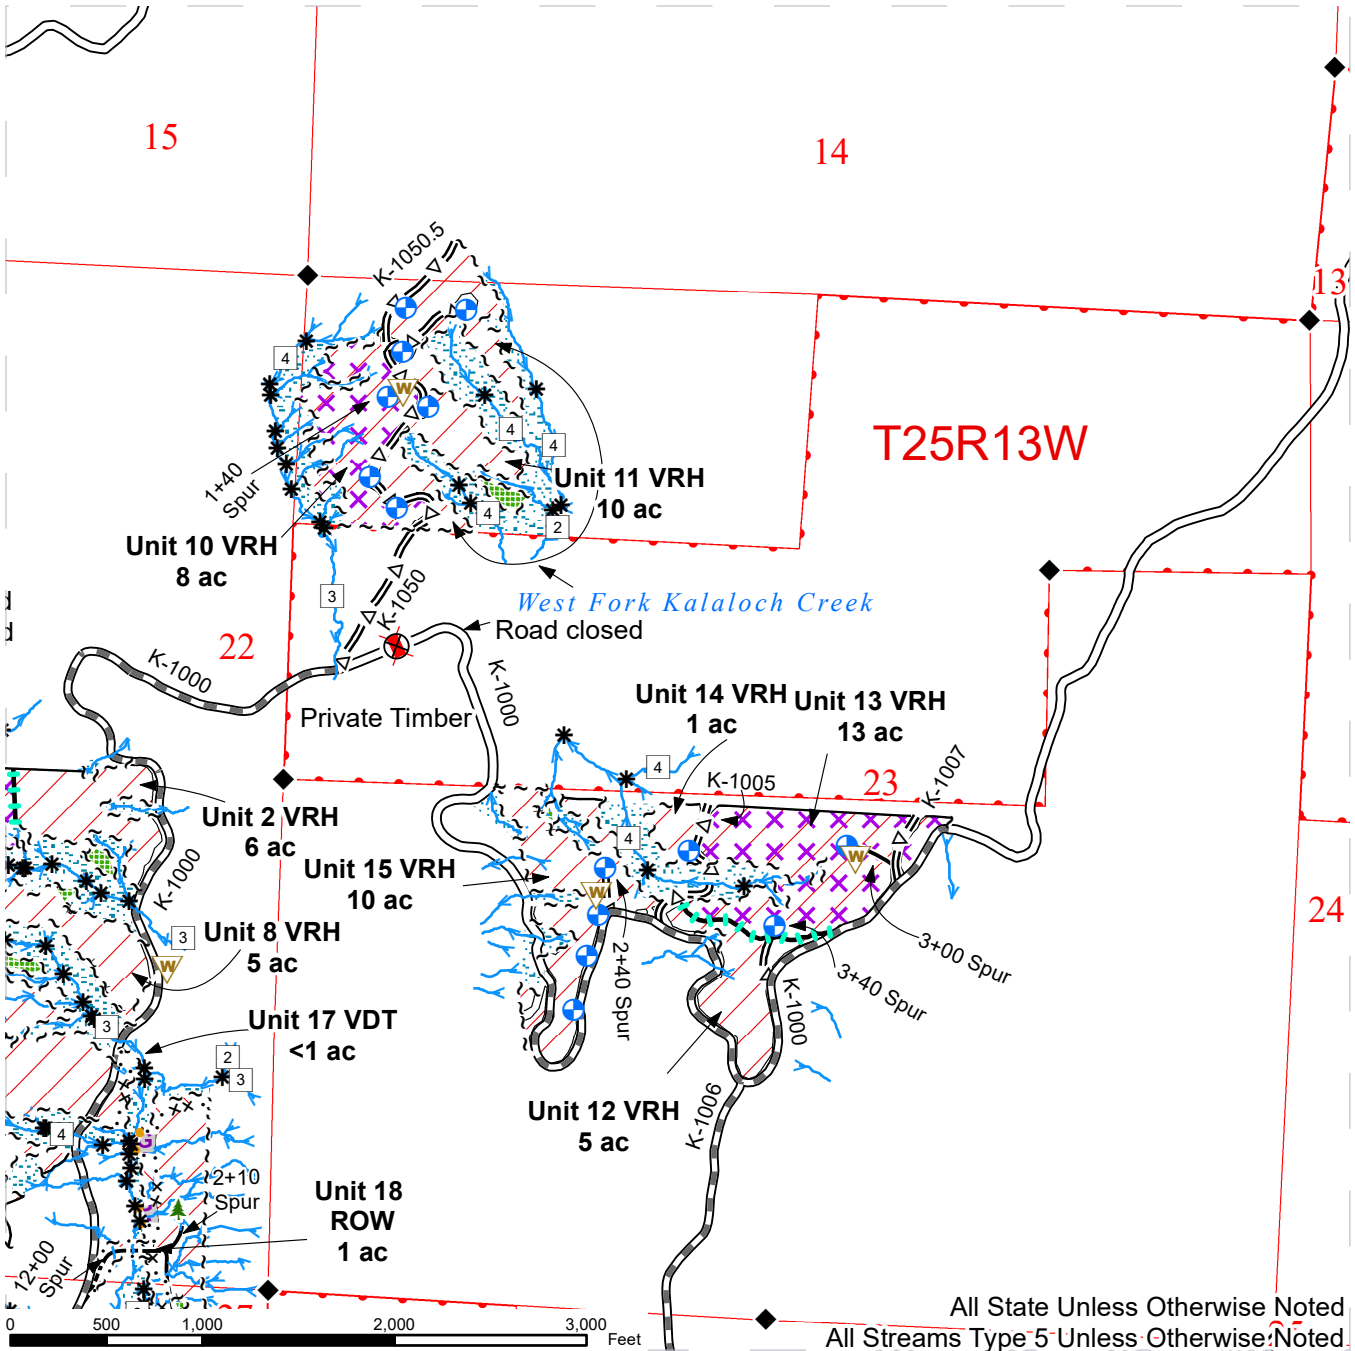 15
14
13
K-1050.5
4
T25R13W
4
4
1+40
Spur
W
Unit 11 VRH
10 ac
4
2
Unit 10 VRH
8 ac
3
K-1050
West Fork Kalaloch Creek
Road closed
22
K-1000
K-1000
Private Timber
Unit 14 VRH
1 ac
Unit 13 VRH
13 ac
4
K-1005
23
K-1007
Unit 2 VRH
6 ac
4
Unit 15 VRH
10 ac
W
W
K-1000
24
3
Unit 8 VRH
5 ac
W
2+40 Spur
3+00 Spur
3+40 Spur
K-1000
3
Unit 17 VDT
<1 ac
2
3
Unit 12 VRH
5 ac
K-1006
4
G
2+10
Spur
G
Unit 18
ROW
1 ac
12+00
Spur
27
All State Unless Otherwise Noted
All Streams Type 5 Unless Otherwise Noted
0 500 1,000 2,000 3,000
Feet